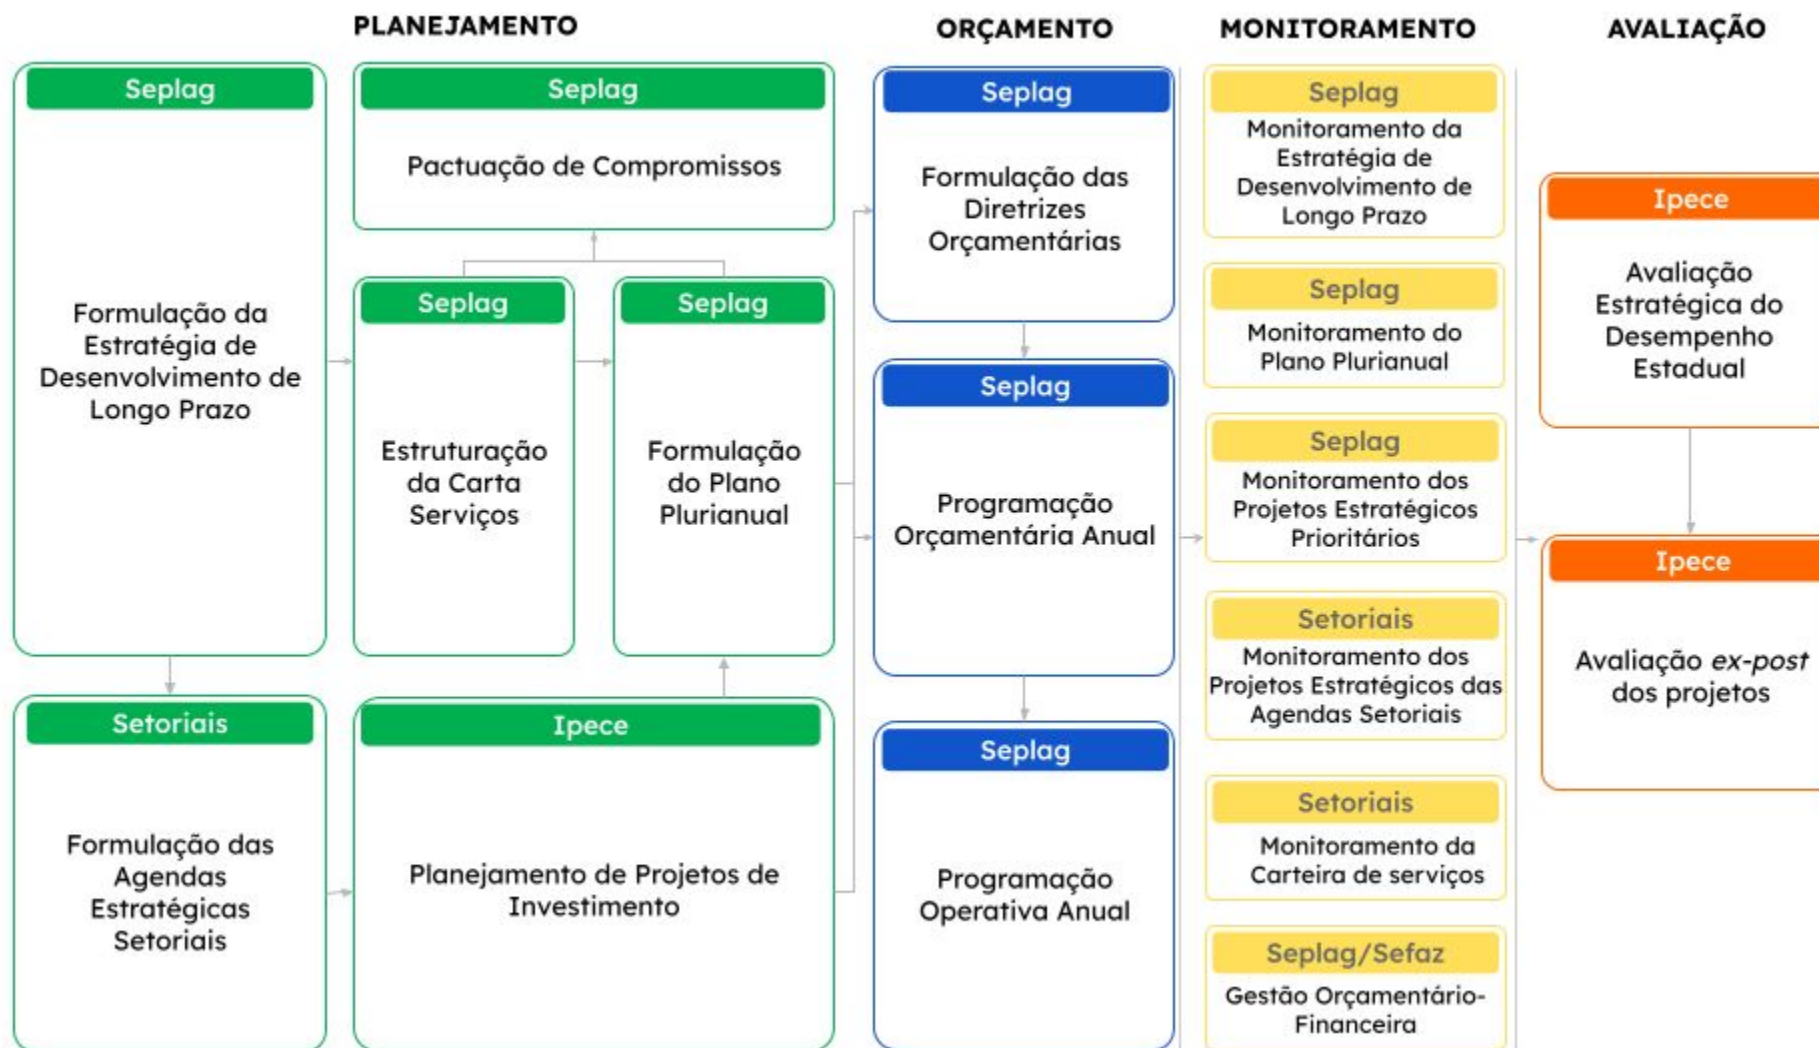 PLANEJAMENTO
ORÇAMENTO
MONITORAMENTO
AVALIAÇÃO
Seplag
Formulação da
Estratégia de
Desenvolvimento de
Longo Prazo
Seplag
Pactuação de Compromissos
Seplag
Estruturação
da Carta
Serviços
Seplag
Formulação
do Plano
Plurianual
Setoriais
Formulação das
Agendas
Estratégicas
Setoriais
Ipece
Planejamento de Projetos de
Investimento
Seplag
Formulação das
Diretrizes
Orçamentárias
Seplag
Programação
Orçamentária Anual
Seplag
Programação
Operativa Anual
Seplag
Monitoramento da
Estratégia de
Desenvolvimento de
Longo Prazo
Seplag
Monitoramento do
Plano Plurianual
Seplag
Monitoramento dos
Projetos Estratégicos
Prioritários
Setoriais
Monitoramento dos
Projetos Estratégicos das
Agendas Setoriais
Setoriais
Monitoramento da
Carteira de serviços
Seplag/Sefaz
Gestão Orçamentário-
Financeira
Ipece
Avaliação
Estratégica do
Desempenho
Estadual
Ipece
Avaliação ex-post
dos projetos